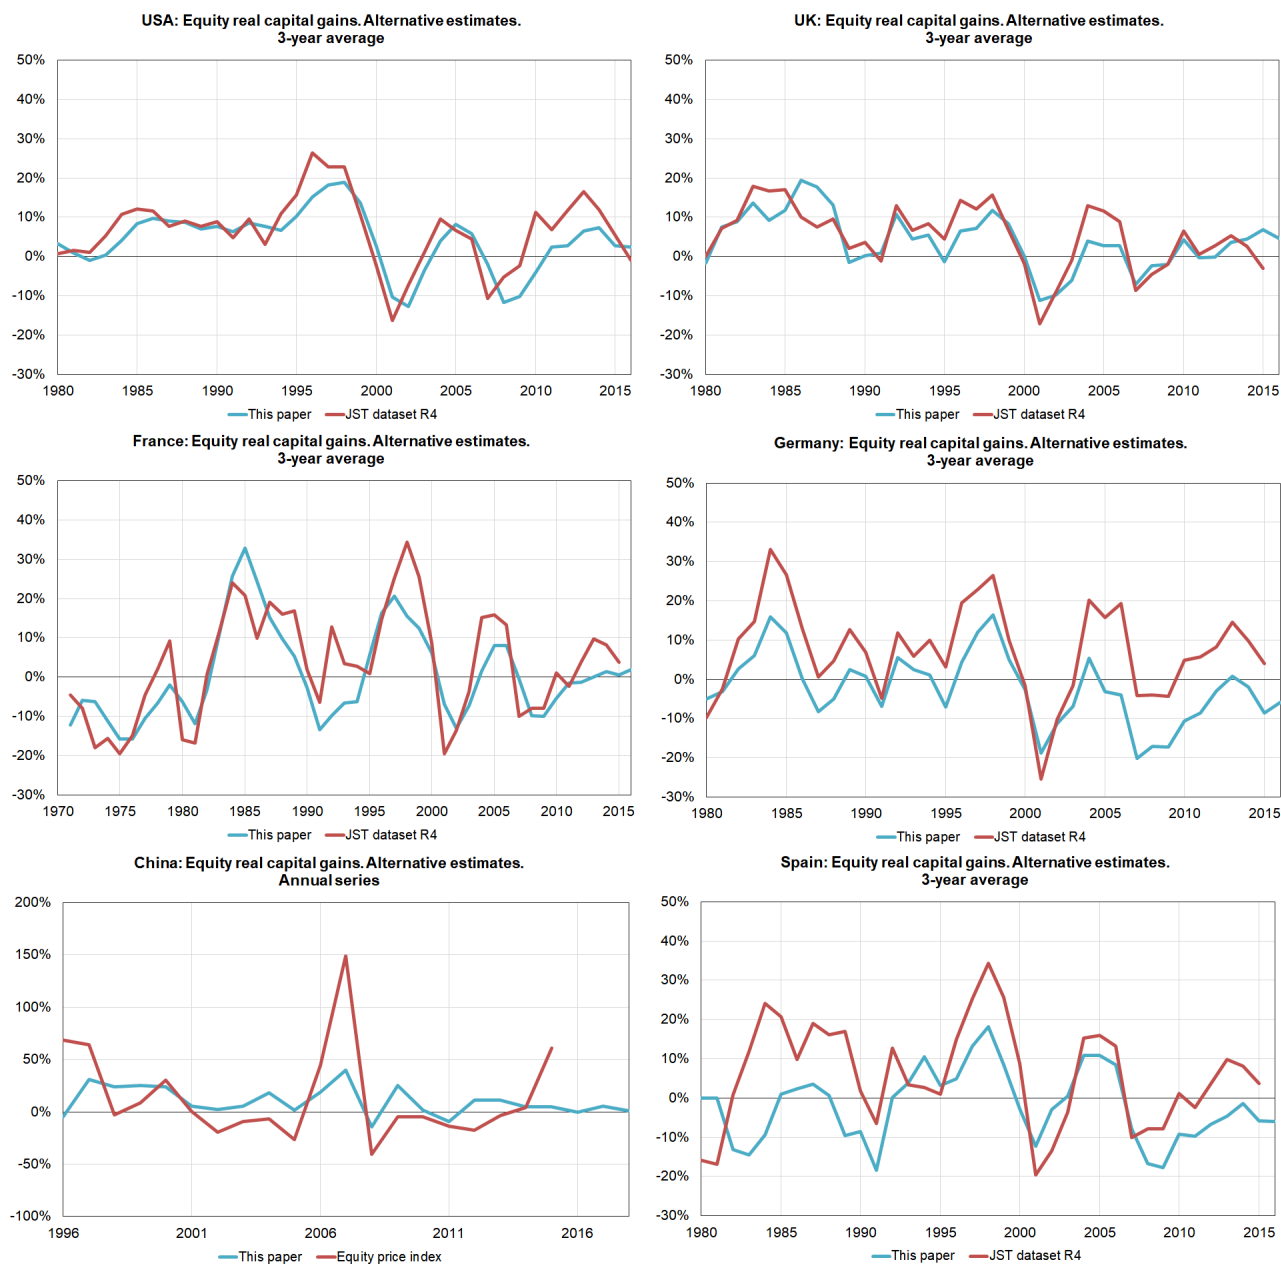 USA: Equity real capital gains. Alternative estimates.
3-year average
50%
40%
30%
20%
10%
0%
-10%
-20%
-30%
1980 1985 1990 1995 2000 2005 2010 2015
This paper JST dataset R4
UK: Equity real capital gains. Alternative estimates.
3-year average
50%
40%
30%
20%
10%
0%
-10%
-20%
-30%
1980 1985 1990 1995 2000 2005 2010 2015
This paper JST dataset R4
France: Equity real capital gains. Alternative estimates.
3-year average
50%
40%
30%
20%
10%
0%
-10%
-20%
-30%
1970 1975 1980 1985 1990 1995 2000 2005 2010 2015
This paper JST dataset R4
Germany: Equity real capital gains. Alternative estimates.
3-year average
50%
40%
30%
20%
10%
0%
-10%
-20%
-30%
1980 1985 1990 1995 2000 2005 2010 2015
This paper JST dataset R4
China: Equity real capital gains. Alternative estimates.
Annual series
200%
150%
100%
50%
0%
-50%
-100%
1996 2001 2006 2011 2016
This paper Equity price index
Spain: Equity real capital gains. Alternative estimates.
3-year average
50%
40%
30%
20%
10%
0%
-10%
-20%
-30%
1980 1985 1990 1995 2000 2005 2010 2015
This paper JST dataset R4